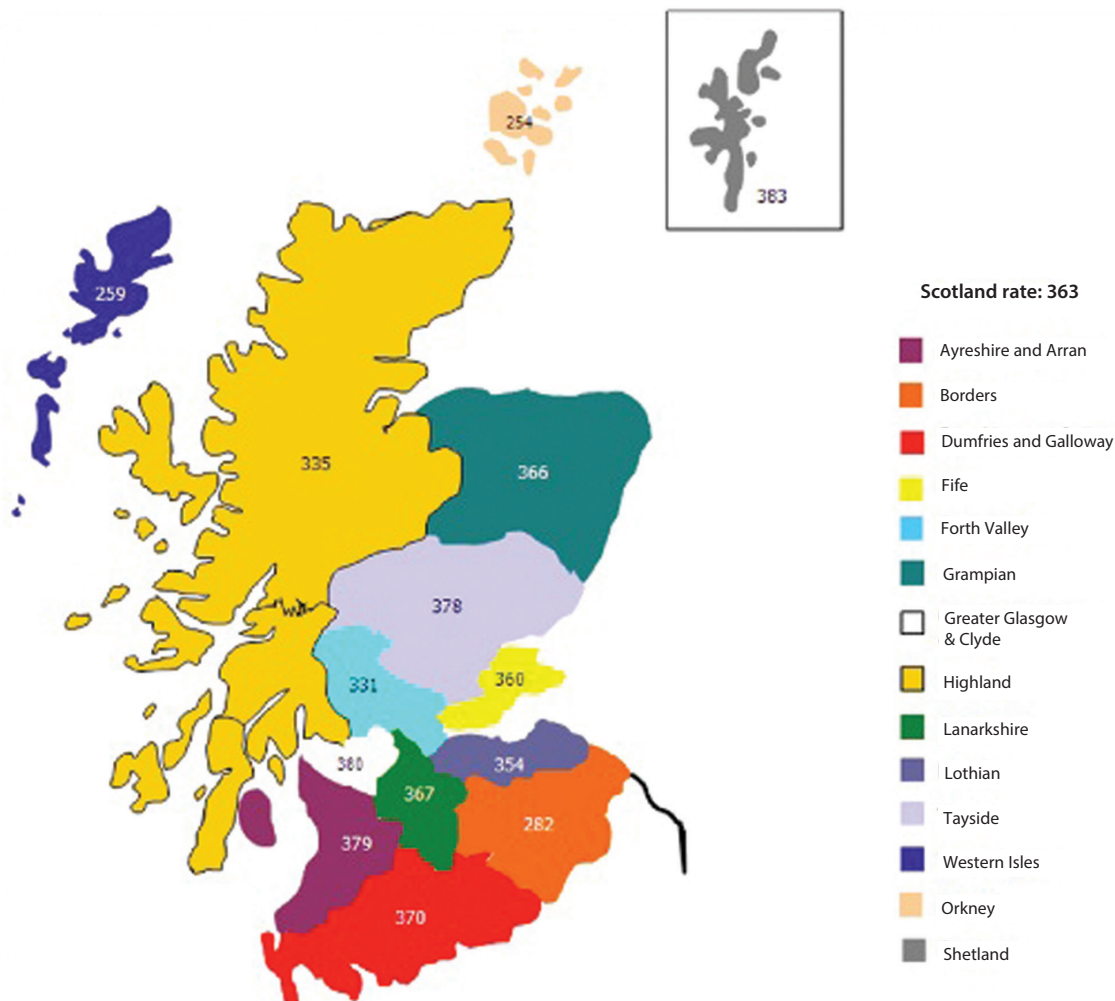 254
383
259
Scotland rate: 363
335
366
378
331
360
380
354
367
282
379
370
Ayreshire and Arran
Borders
Dumfries and Galloway
Fife
Forth Valley
Grampian
Greater Glasgow
& Clyde
Highland
Lanarkshire
Lothian
Tayside
Western Isles
Orkney
Shetland